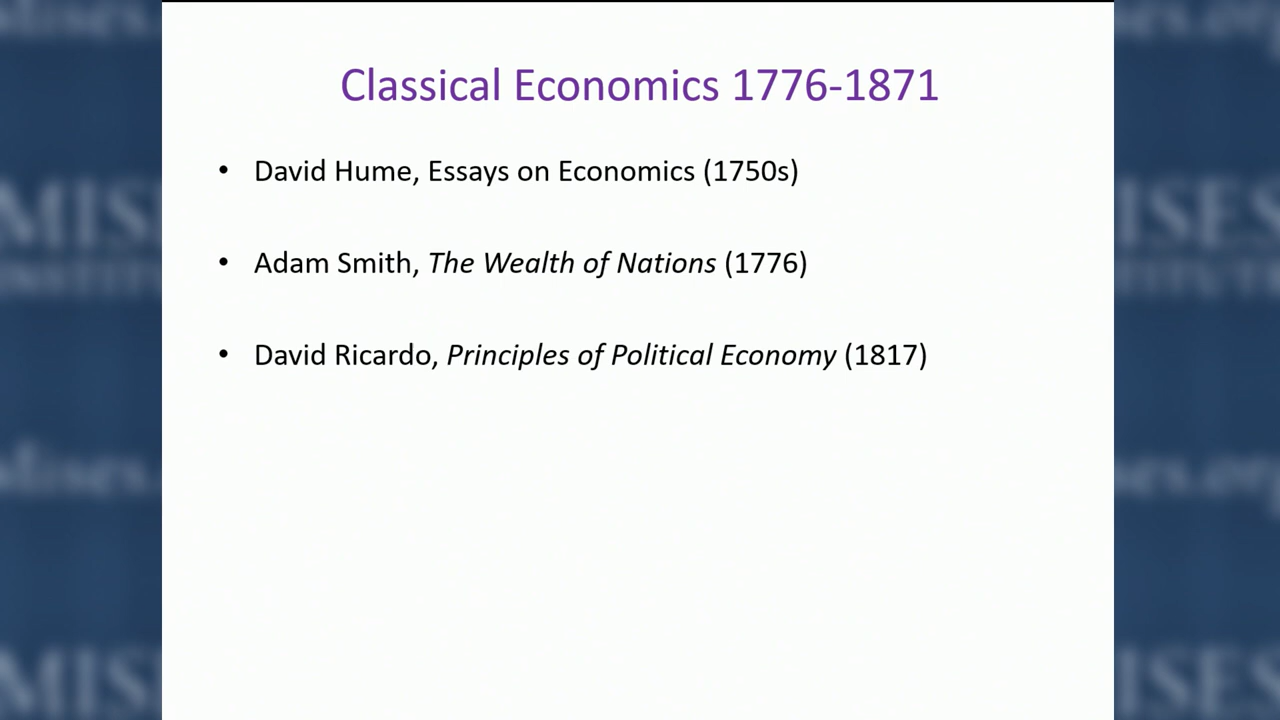 Classical Economics 1776-1871
• David Hume, Essays on Economics (1750s)
• Adam Smith, The Wealth of Nations (1776)
• David Ricardo, Principles of Political Economy (1817)